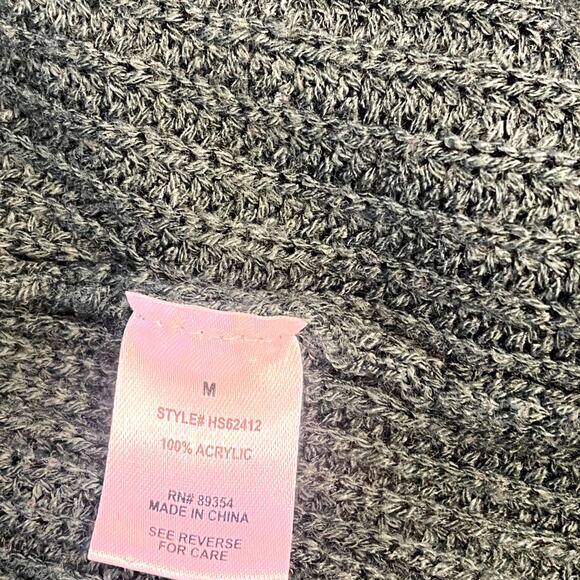 M
STYLE# HS62412
100% ACRYLIC
RN# 89354
MADE IN CHINA
SEE REVERSE
FOR CARE